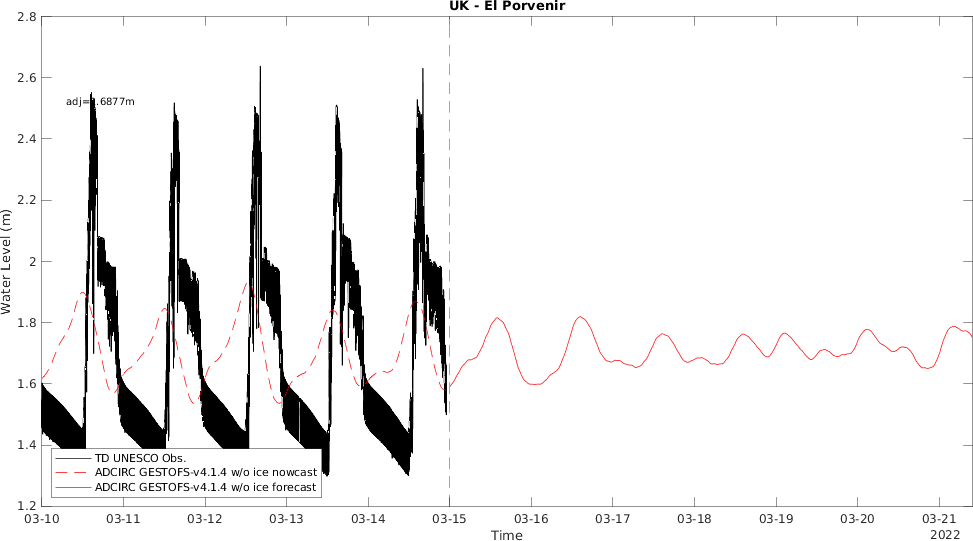 UK - El Porvenir
2.8
2.6
2.4
2.2
2
1.8
1.6
1.4
1.2
Water Level (m)
TD UNESCO Obs.
ADCIRC GESTOFS-v4.1.4 w/o ice nowcast
ADCIRC GESTOFS-v4.1.4 w/o ice forecast
03-10 03-11 03-12 03-13 03-14 03-15 03-16 03-17 03-18 03-19 03-20 03-21
Time
2022